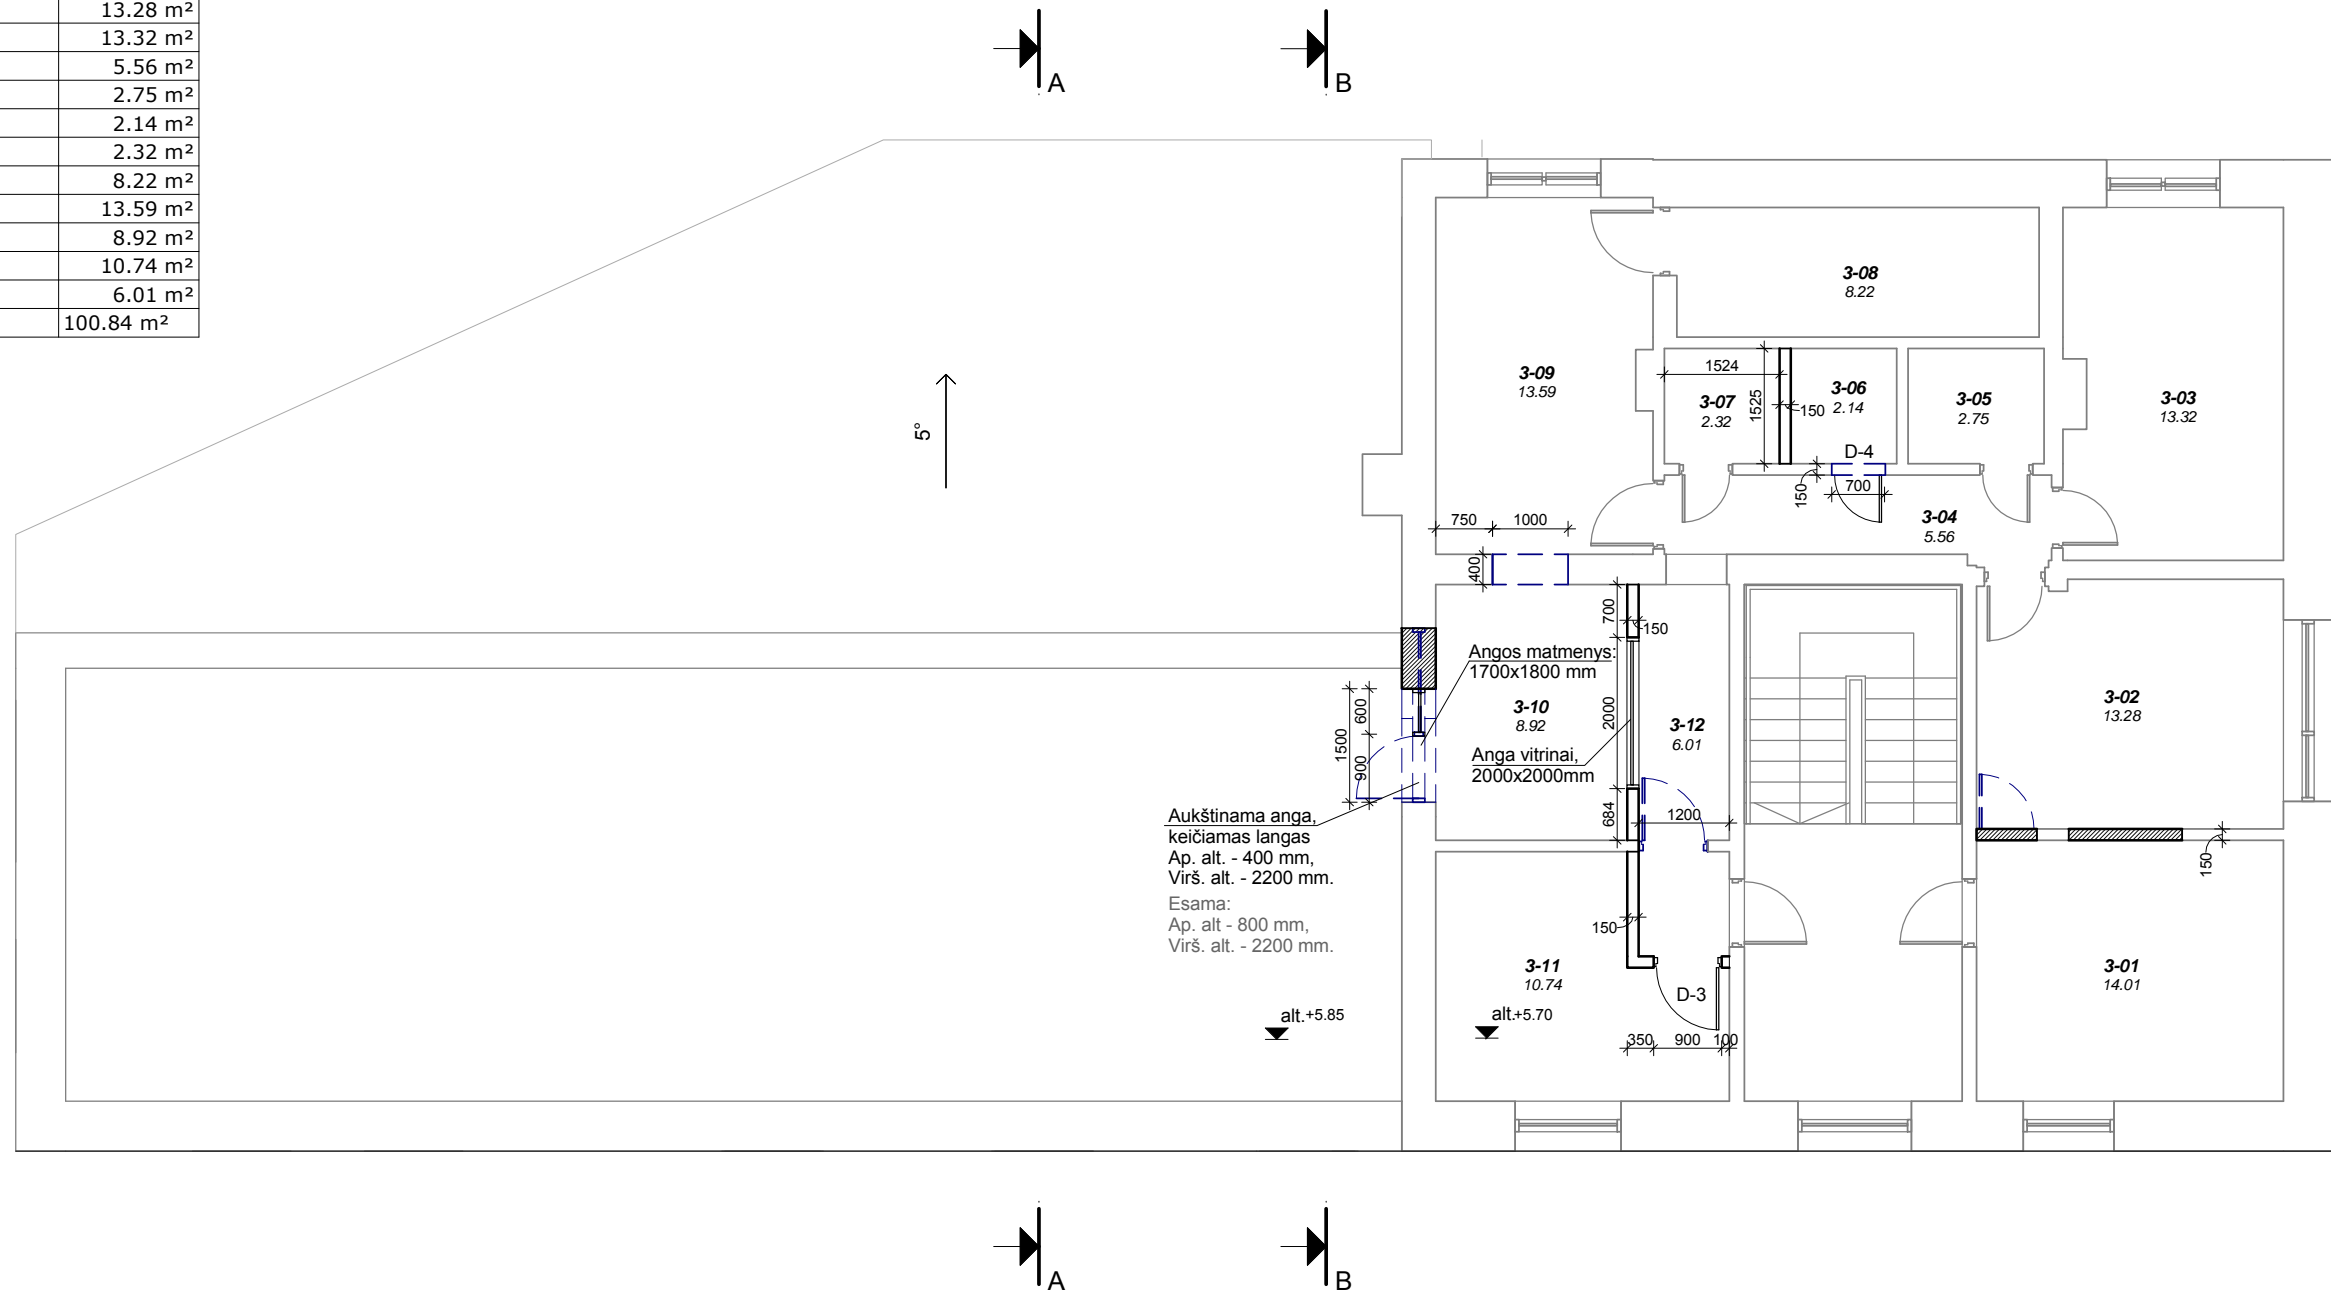 13.28 m²
13.32 m²
5.56 m²
2.75 m²
2.14 m²
2.32 m²
8.22 m²
13.59 m²
8.92 m²
10.74 m²
6.01 m²
100.84 m²
A
B
3-08
8.22
3-09
13.59
1524
1525
3-07
2.32
150
3-06
2.14
3-05
2.75
3-03
13.32
D-4
150
700
5°
750
1000
3-04
5.56
400
700
150
Angos matmenys:
1700x1800 mm
3-10
8.92
2000
3-12
6.01
3-02
13.28
600
1500
900
Anga vitrinai,
2000x2000mm
684
1200
Aukštinama anga,
keičiamas langas
Ap. alt. - 400 mm,
Virš. alt. - 2200 mm.
Esama:
Ap. alt - 800 mm,
Virš. alt. - 2200 mm.
150
150
3-11
10.74
D-3
3-01
14.01
alt.+5.85
alt.+5.70
350
900
100
A
B